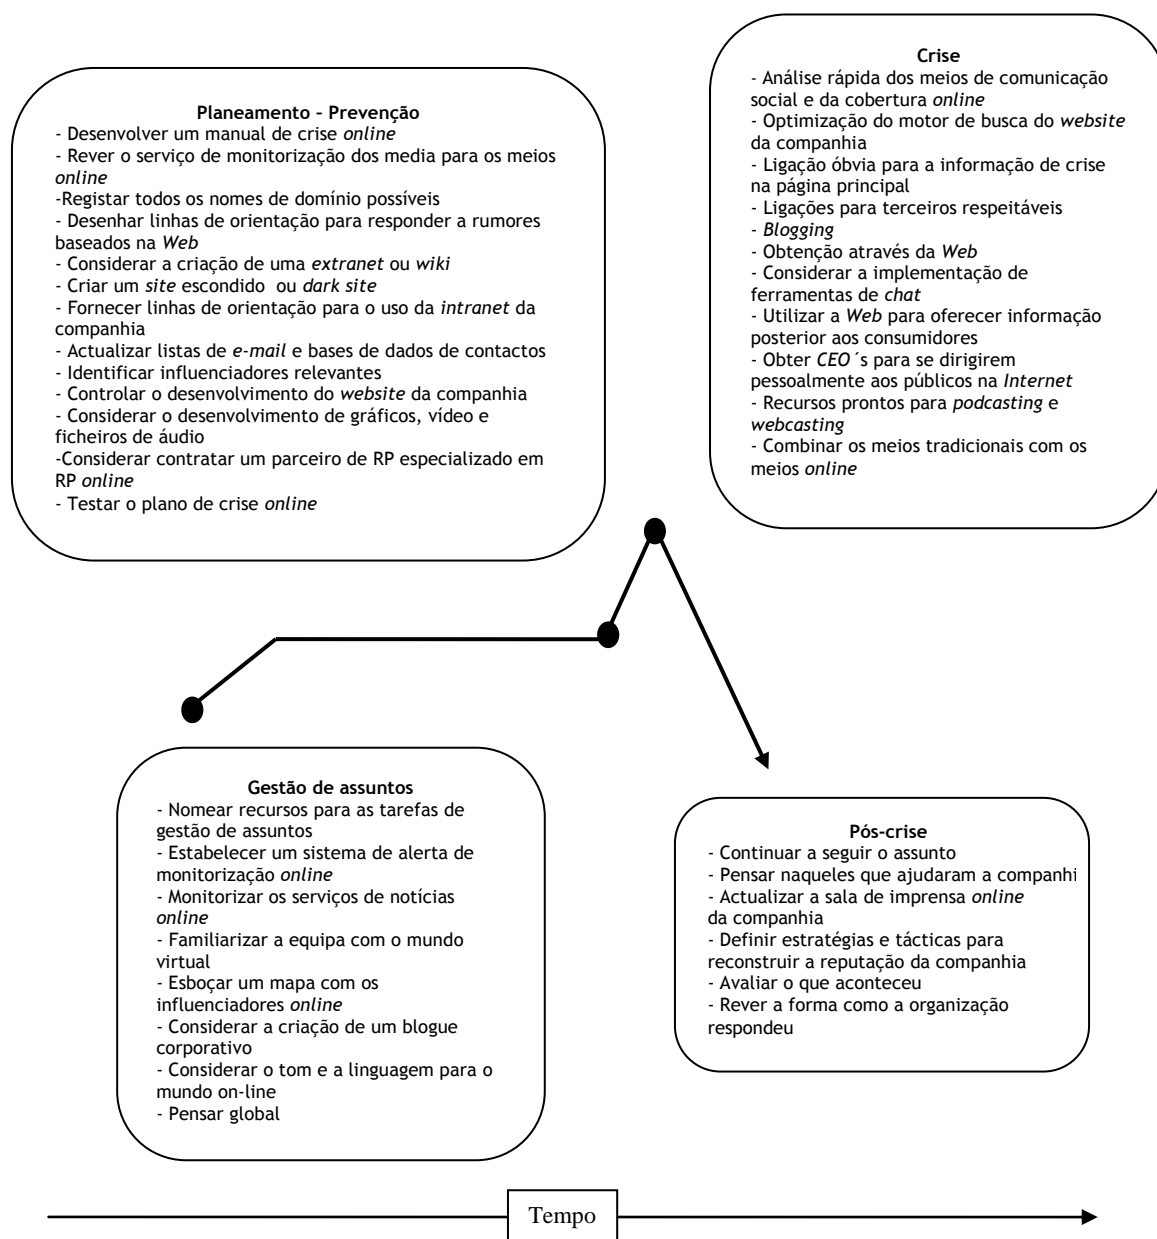 Planeamento – Prevenção
- Desenvolver um manual de crise online
- Rever o serviço de monitorização dos media para os meios
online
-Registar todos os nomes de domínio possíveis
- Desenhar linhas de orientação para responder a rumores
baseados na Web
- Considerar a criação de uma extranet ou wiki
- Criar um site escondido ou dark site
- Fornecer linhas de orientação para o uso da intranet da
companhia
- Actualizar listas de e-mail e bases de dados de contactos
- Identificar influenciadores relevantes
- Controlar o desenvolvimento do website da companhia
- Considerar o desenvolvimento de gráficos, vídeo e
ficheiros de áudio
-Considerar contratar um parceiro de RP especializado em
RP online
- Testar o plano de crise online
Crise
- Análise rápida dos meios de comunicação
social e da cobertura online
- Optimização do motor de busca do website
da companhia
- Ligação óbvia para a informação de crise
na página principal
- Ligações para terceiros respeitáveis
- Blogging
- Obtenção através da Web
- Considerar a implementação de
ferramentas de chat
- Utilizar a Web para oferecer informação
posterior aos consumidores
- Obter CEO´s para se dirigirem
pessoalmente aos públicos na Internet
- Recursos prontos para podcasting e
webcasting
- Combinar os meios tradicionais com os
meios online
Gestão de assuntos
- Nomear recursos para as tarefas de
gestão de assuntos
- Estabelecer um sistema de alerta de
monitorização online
- Monitorizar os serviços de notícias
online
- Familiarizar a equipa com o mundo
virtual
- Esboçar um mapa com os
influenciadores online
- Considerar a criação de um blogue
corporativo
- Considerar o tom e a linguagem para o
mundo on-line
- Pensar global
Pós-crise
- Continuar a seguir o assunto
- Pensar naqueles que ajudaram a companhi
- Actualizar a sala de imprensa online
da companhia
- Definir estratégias e tácticas para
reconstruir a reputação da companhia
- Avaliar o que aconteceu
- Rever a forma como a organização
respondeu
Tempo